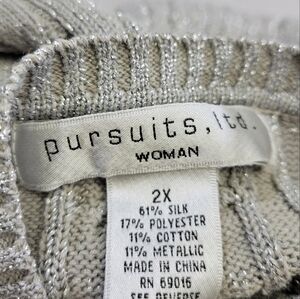 pursuits, ltd.
WOMAN
2X
61% SILK
17% POLYESTER
11% COTTON
11% METALLIC
MADE IN CHINA
RN 69016
SEE REVERSE